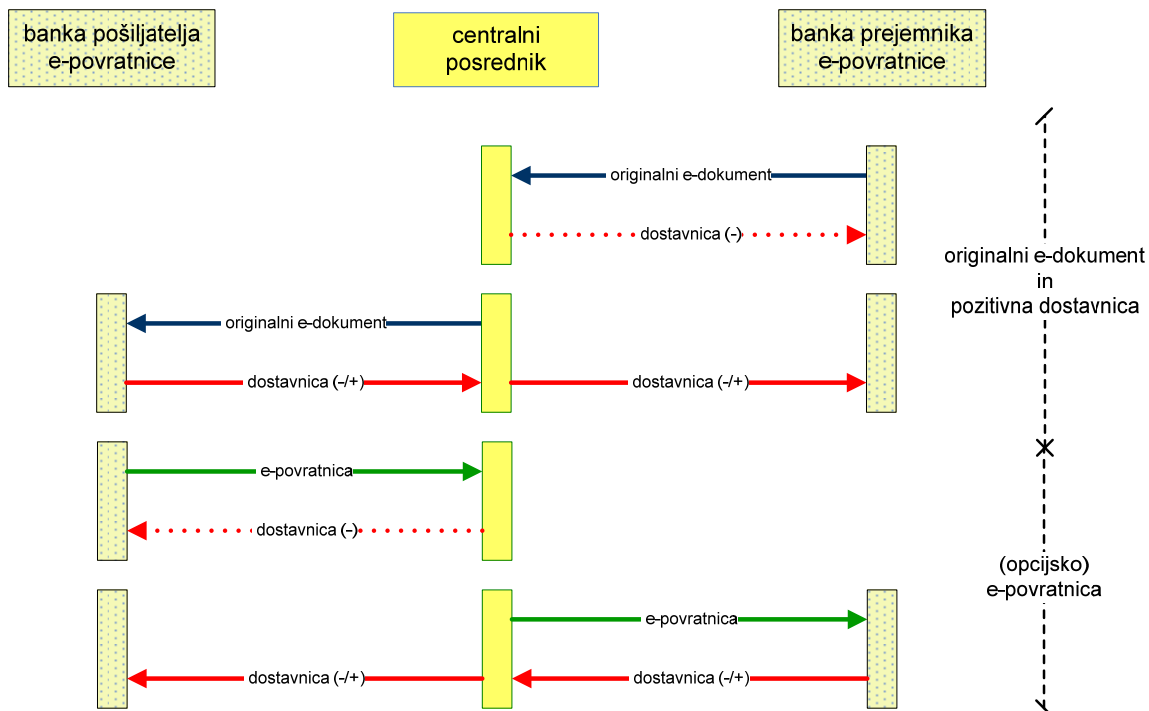 banka pošiljatelja
e-povratnice
centralni
posrednik
banka prejemnika
e-povratnice
originalni e-dokument
dostavnica (-)
originalni e-dokument
in
pozitivna dostavnica
originalni e-dokument
dostavnica (-/+)
dostavnica (-/+)
e-povratnica
dostavnica (-)
(opcijsko)
e-povratnica
e-povratnica
dostavnica (-/+)
dostavnica (-/+)